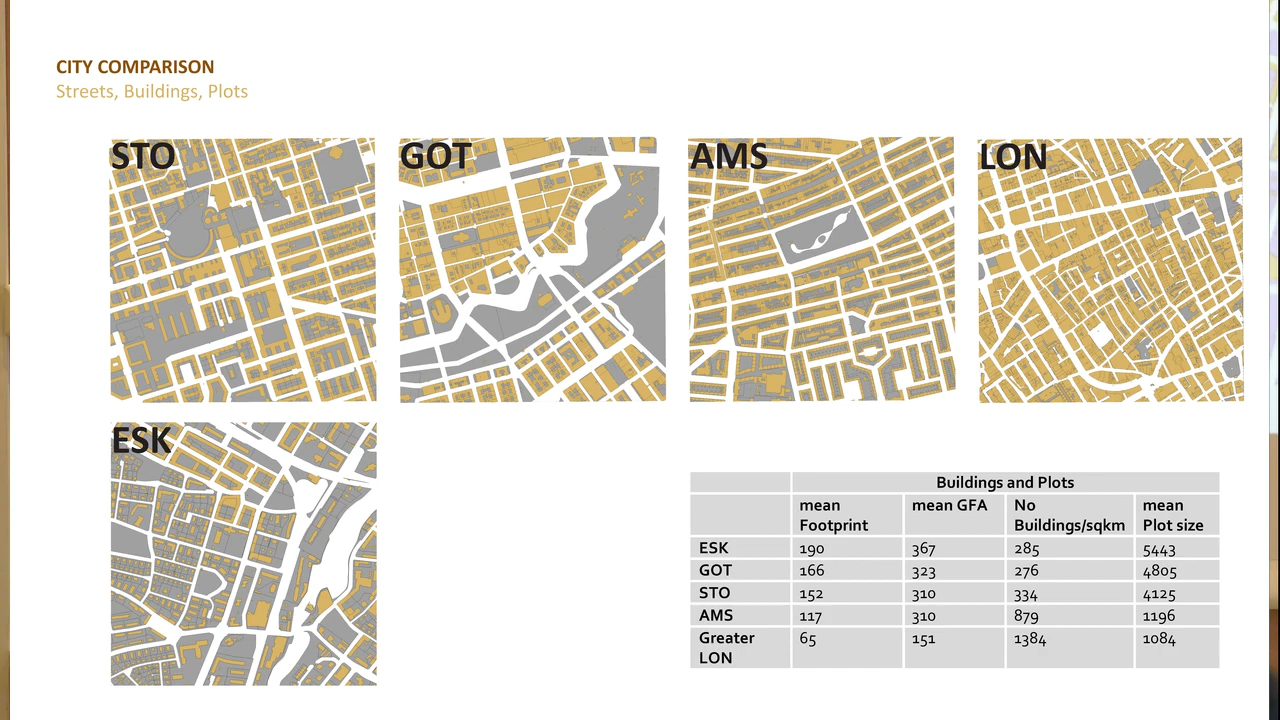 CITY COMPARISON
Streets, Buildings, Plots
STO
GOT
AMS
LON
ESK
Buildings and Plots
mean Footprint mean GFA No Buildings/sqkm mean Plot size
ESK 190 367 285 5443
GOT 166 323 276 4805
STO 152 310 334 4125
AMS 117 310 879 1196
Greater LON 65 151 1384 1084